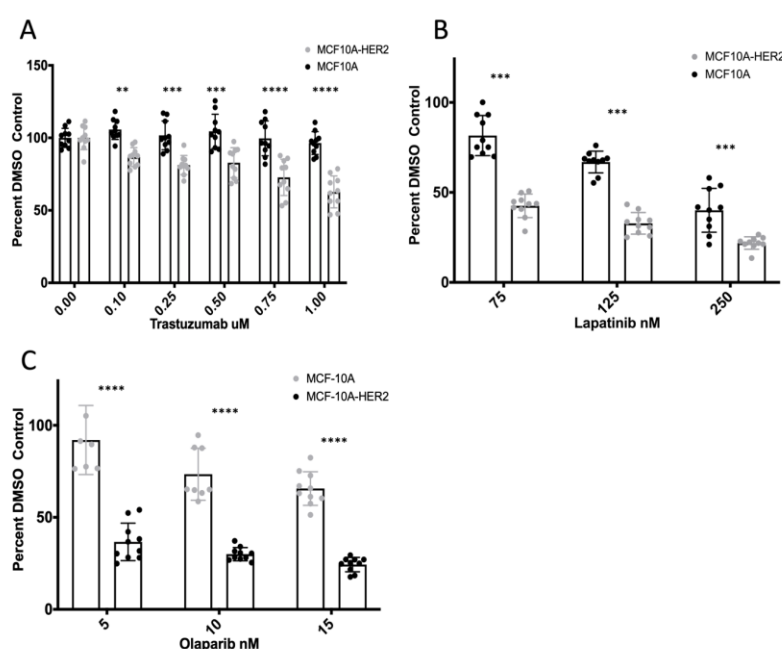 A
MCF10A-HER2
MCF10A
Percent DMSO Control
150
100
50
0
** *** *** **** ****
0.00 0.10 0.25 0.50 0.75 1.00
Trastuzumab uM
B
MCF10A-HER2
MCF10A
Percent DMSO Control
100
50
0
*** *** ***
75 125 250
Lapatinib nM
C
MCF-10A
MCF-10A-HER2
Percent DMSO Control
100
50
0
**** **** ****
5 10 15
Olaparib nM